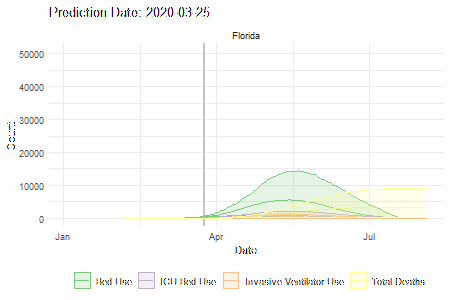 Prediction Date: 2020-03-25
Florida
50000
40000
30000
20000
10000
0
Count
Jan
Apr
Jul
Date
Bed Use
ICU Bed Use
Invasive Ventilator Use
Total Deaths